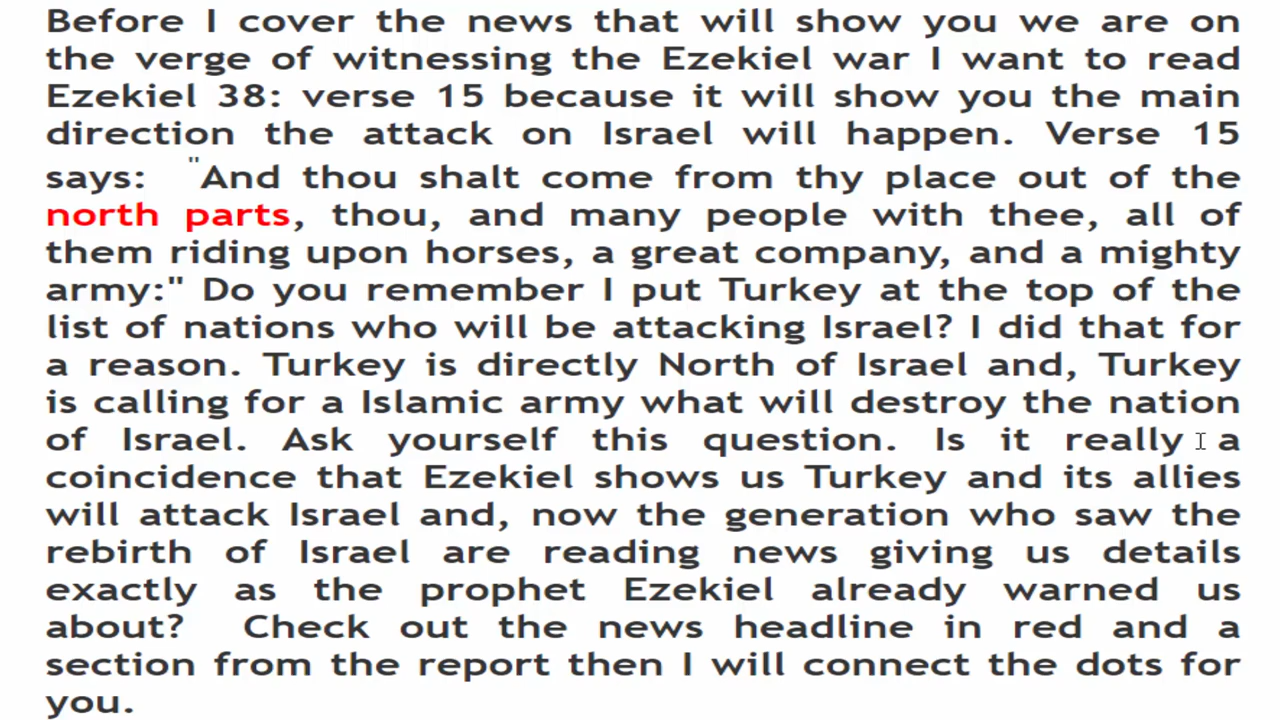 Before I cover the news that will show you we are on
the verge of witnessing the Ezekiel war I want to read
Ezekiel 38: verse 15 because it will show you the main
direction the attack on Israel will happen. Verse 15
says: "And thou shalt come from thy place out of the
north parts, thou, and many people with thee, all of
them riding upon horses, a great company, and a mighty
army:" Do you remember I put Turkey at the top of the
list of nations who will be attacking Israel? I did that for
a reason. Turkey is directly North of Israel and, Turkey
is calling for a Islamic army what will destroy the nation
of Israel. Ask yourself this question. Is it really a
coincidence that Ezekiel shows us Turkey and its allies
will attack Israel and, now the generation who saw the
rebirth of Israel are reading news giving us details
exactly as the prophet Ezekiel already warned us
about? Check out the news headline in red and a
section from the report then I will connect the dots for
you.